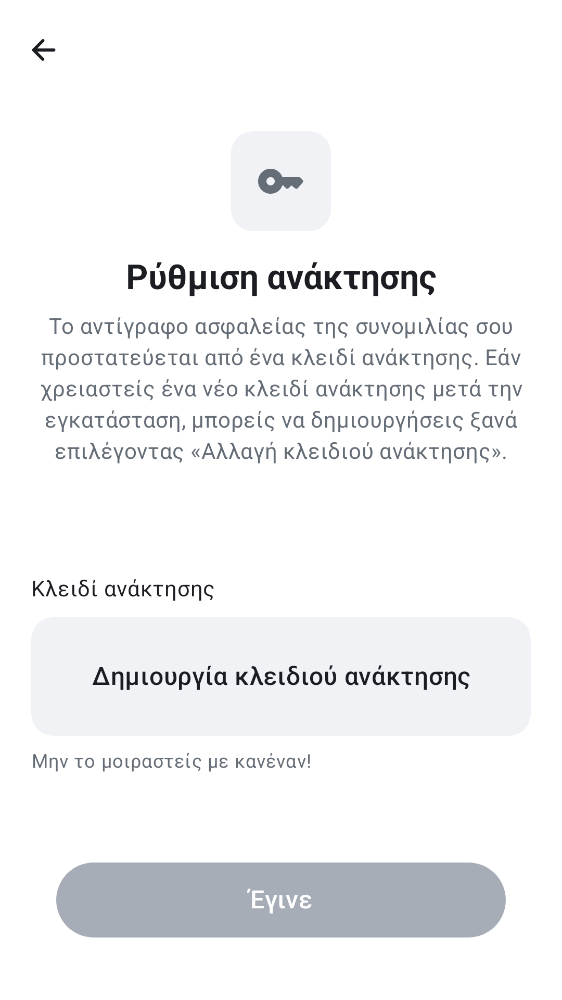 Ρύθμιση ανάκτησης
Το αντίγραφο ασφαλείας της συνομιλίας σου
προστατεύεται από ένα κλειδί ανάκτησης. Εάν
χρειαστείς ένα νέο κλειδί ανάκτησης μετά την
εγκατάσταση, μπορείς να δημιουργήσεις ξανά
επιλέγοντας «Αλλαγή κλειδιού ανάκτησης».
Κλειδί ανάκτησης
Δημιουργία κλειδιού ανάκτησης
Μην το μοιραστείς με κανέναν!
Έγινε